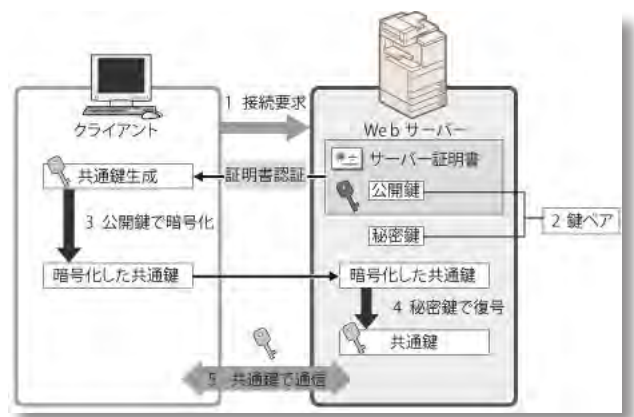 1 接続要求
クライアント
Webサーバー
サーバー証明書
共通鍵生成
証明書認証
公開鍵
3 公開鍵で暗号化
2 鍵ペア
秘密鍵
暗号化した共通鍵
暗号化した共通鍵
4 秘密鍵で復号
共通鍵
5 共通鍵で通信